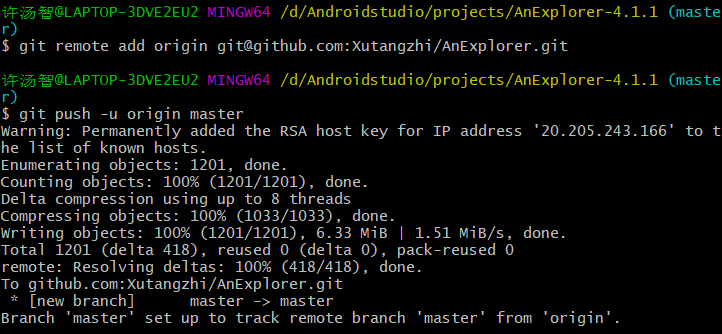 许汤智@LAPTOP-3DVE2EU2 MINGW64 /d/Androidstudio/projects/AnExplorer-4.1.1 (maste
r)
$ git remote add origin git@github.com:Xutangzhi/AnExplorer.git
许汤智@LAPTOP-3DVE2EU2 MINGW64 /d/Androidstudio/projects/AnExplorer-4.1.1 (maste
r)
$ git push -u origin master
Warning: Permanently added the RSA host key for IP address '20.205.243.166' to t
he list of known hosts.
Enumerating objects: 1201, done.
Counting objects: 100% (1201/1201), done.
Delta compression using up to 8 threads
Compressing objects: 100% (1033/1033), done.
Writing objects: 100% (1201/1201), 6.33 MiB | 1.51 MiB/s, done.
Total 1201 (delta 418), reused 0 (delta 0), pack-reused 0
remote: Resolving deltas: 100% (418/418), done.
To github.com:Xutangzhi/AnExplorer.git
 * [new branch]      master -> master
Branch 'master' set up to track remote branch 'master' from 'origin'.